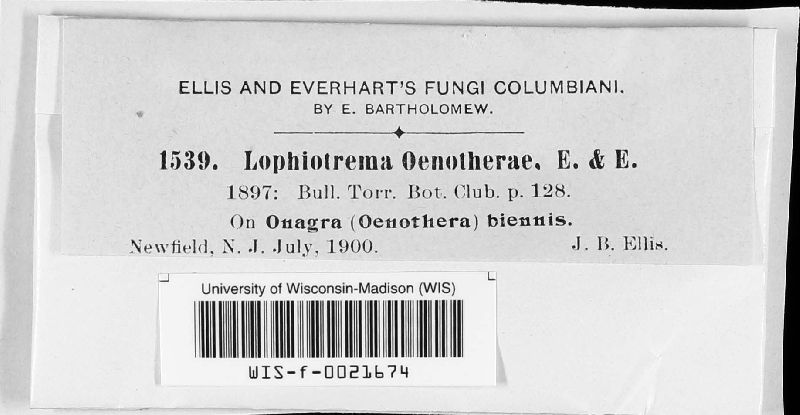 ELLIS AND EVERHART'S FUNGI COLUMBIANI.
BY E. BARTHOLOMEW.
1539. Lophiotrema Oenotherae, E. & E.
1897: Bull. Torr. Bot. Club. p. 128.
On Onagra (Oenothera) biennis.
Newfield, N. J. July, 1900. J. B. Ellis.
University of Wisconsin-Madison (WIS)
WIS-f-0021674